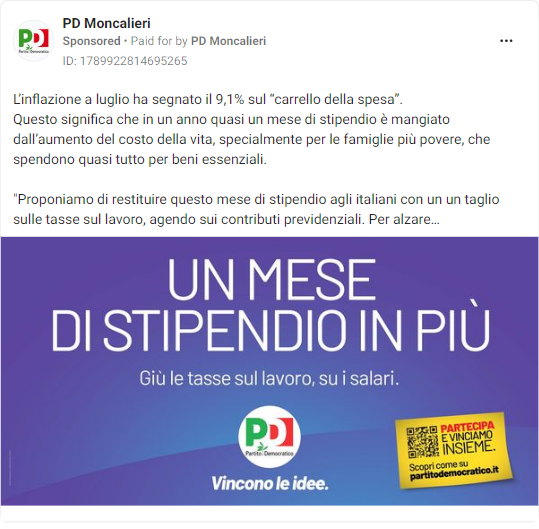 PD Moncalieri
Sponsored • Paid for by PD Moncalieri
ID: 1789922814695265
L'inflazione a luglio ha segnato il 9,1% sul “carrello della spesa”.
Questo significa che in un anno quasi un mese di stipendio è mangiato
dall'aumento del costo della vita, specialmente per le famiglie più povere, che
spendono quasi tutto per beni essenziali.
"Proponiamo di restituire questo mese di stipendio agli italiani con un un taglio
sulle tasse sul lavoro, agendo sui contributi previdenziali. Per alzare…
UN MESE
DI STIPENDIO IN PIÙ
Giù le tasse sul lavoro, su i salari.
PD
Partito Democratico
Vincono le idee.
PARTECIPA
E VINCIAMO
INSIEME.
Scopri come su
partitodemocratico.it